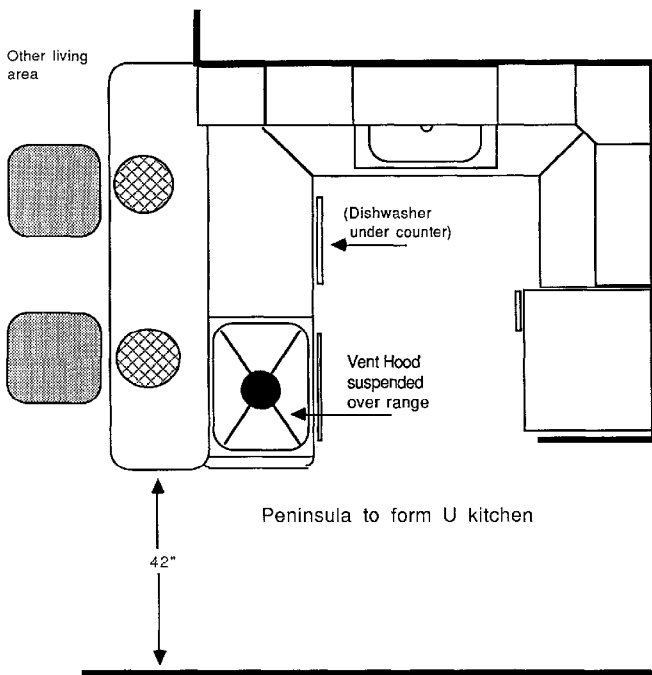 Other living
area
(Dishwasher
under counter)
Vent Hood
suspended
over range
Peninsula to form U kitchen
42"